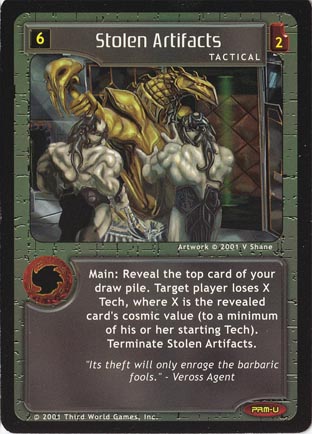 6
Stolen Artifacts
2
TACTICAL
Artwork © 2001 V Shane
Main: Reveal the top card of your
draw pile. Target player loses X
Tech, where X is the revealed
card's cosmic value (to a minimum
of his or her starting Tech).
Terminate Stolen Artifacts.
"Its theft will only enrage the barbaric
fools." - Veross Agent
© 2001 Third World Games, Inc.
PRM-U